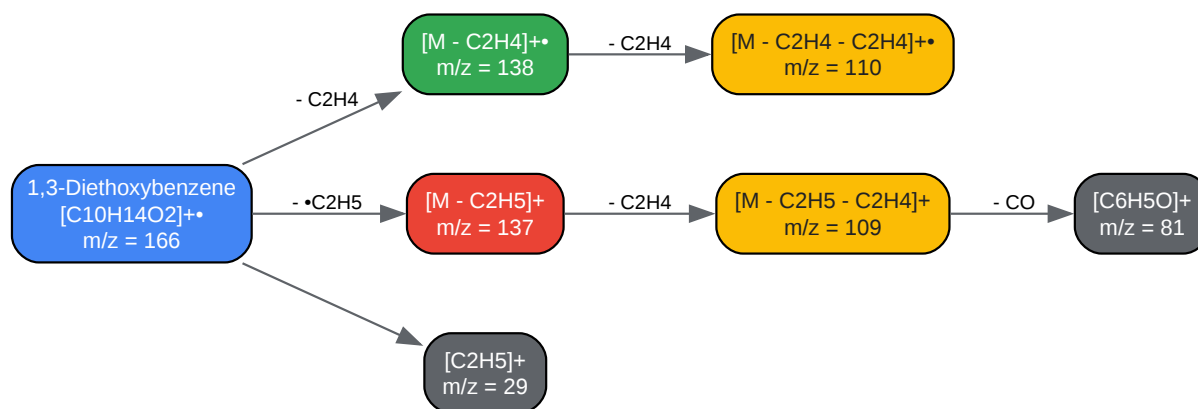 [M - C2H4]+•
m/z = 138
- C2H4
[M - C2H4 - C2H4]+•
m/z = 110
- C2H4
1,3-Diethoxybenzene
[C10H14O2]+•
m/z = 166
- •C2H5
[M - C2H5]+
m/z = 137
- C2H4
[M - C2H5 - C2H4]+
m/z = 109
- CO
[C6H5O]+
m/z = 81
[C2H5]+
m/z = 29